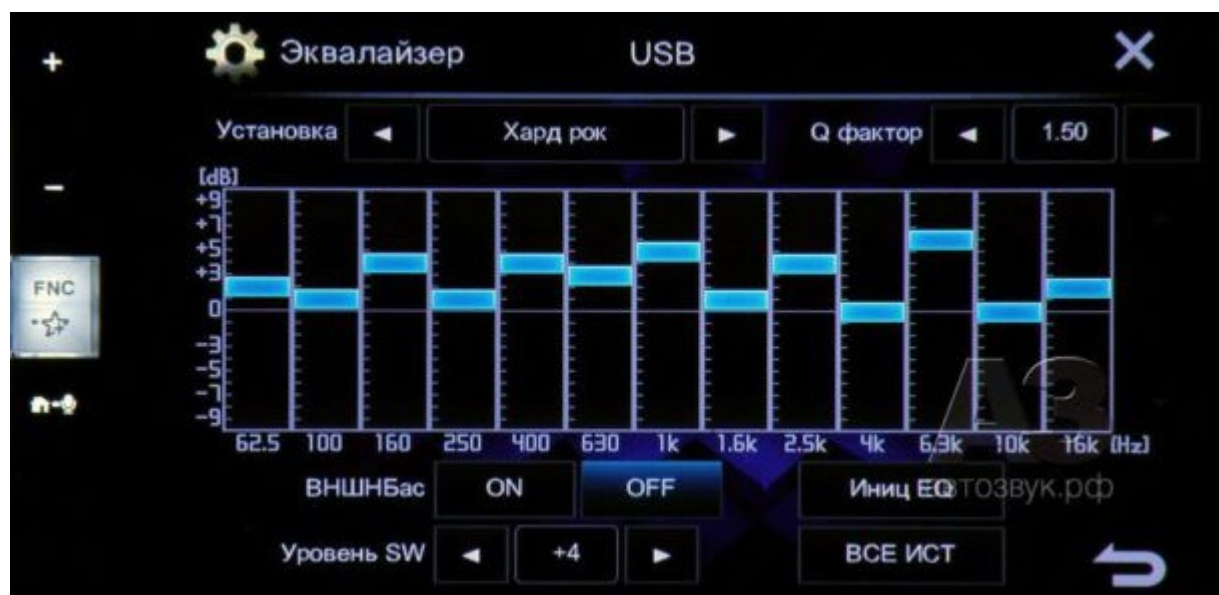 +
Эквалайзер USB
Установка Хард рок Q фактор 1.50
−
[dB]
+9
+7
+5
+3
0
-3
-5
-7
-9
FNC
62.5 100 160 250 400 630 1k 1.6k 2.5k 4k 6.3k 10k 16k [Hz]
A3
ВНШНБас ON OFF Иниц EQ
автозвук.рф
Уровень SW +4 ВСЕ ИСТ